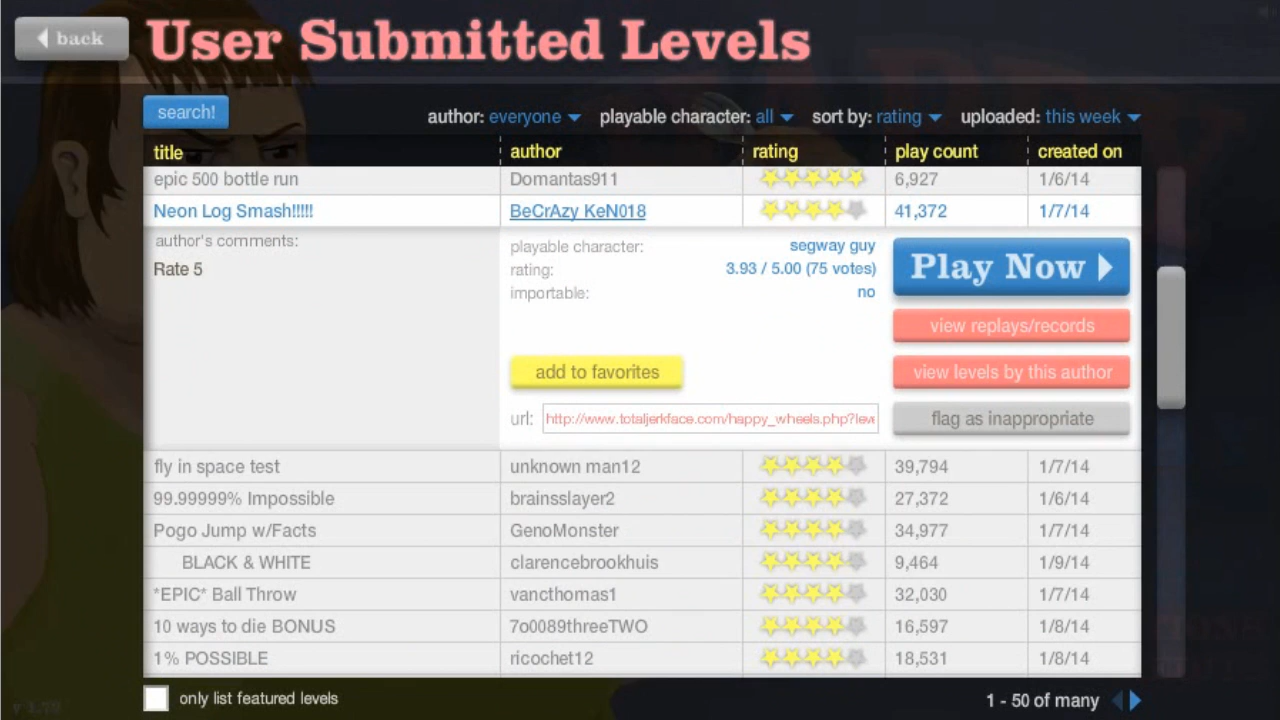 back User Submitted Levels
search! author: everyone playable character: all sort by: rating uploaded: this week
title author rating play count created on
epic 500 bottle run Domantas911 6,927 1/6/14
Neon Log Smash!!!!! BeCrAzy KeN018 41,372 1/7/14
author's comments:
Rate 5
playable character: segway guy
rating: 3.93 / 5.00 (75 votes)
importable: no
Play Now
view replays/records
add to favorites view levels by this author
url: http://www.totaljerkface.com/happy_wheels.php?leve flag as inappropriate
fly in space test unknown man12 39,794 1/7/14
99.99999% Impossible brainsslayer2 27,372 1/6/14
Pogo Jump w/Facts GenoMonster 34,977 1/7/14
BLACK & WHITE clarencebrookhuis 9,464 1/9/14
*EPIC* Ball Throw vancthomas1 32,030 1/7/14
10 ways to die BONUS 7o0089threeTWO 16,597 1/8/14
1% POSSIBLE ricochet12 18,531 1/8/14
only list featured levels 1 - 50 of many